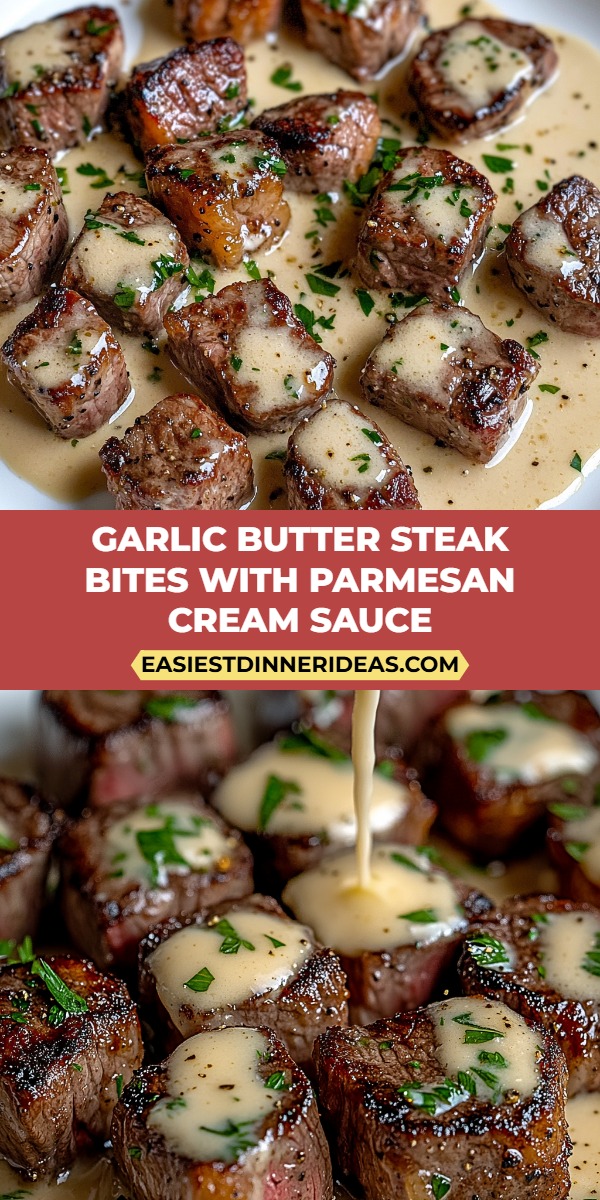 GARLIC BUTTER STEAK
BITES WITH PARMESAN
CREAM SAUCE
EASIESTDINNERIDEAS.COM